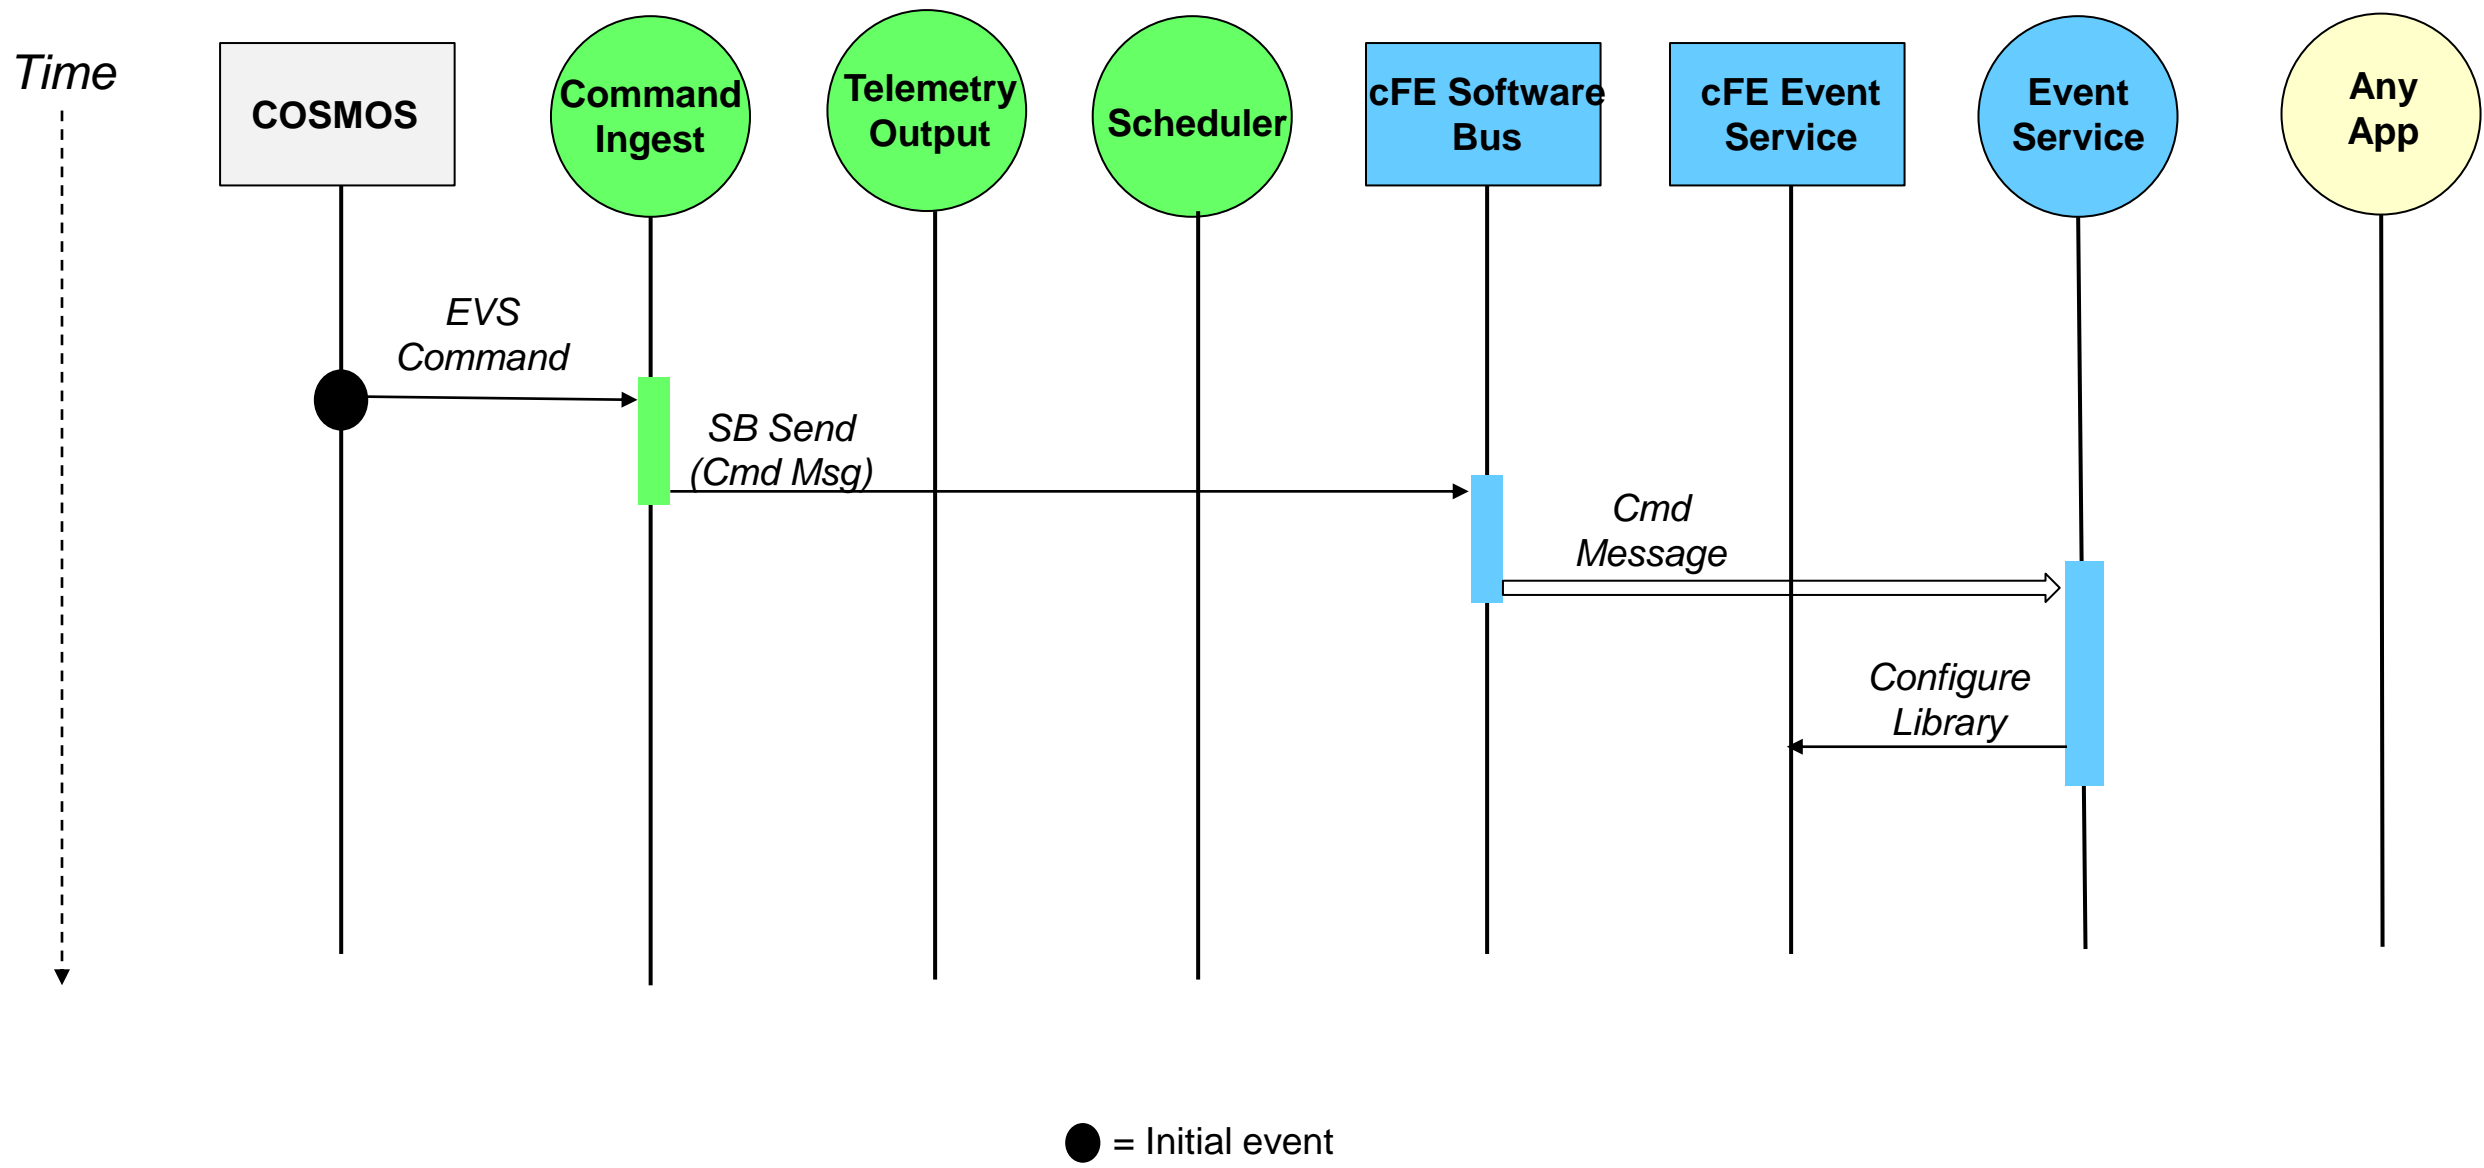 Time
COSMOS
Command
Ingest
Telemetry
Output
Scheduler
cFE Software
Bus
cFE Event
Service
Event
Service
Any
App
EVS
Command
SB Send
(Cmd Msg)
Cmd
Message
Configure
Library
= Initial event